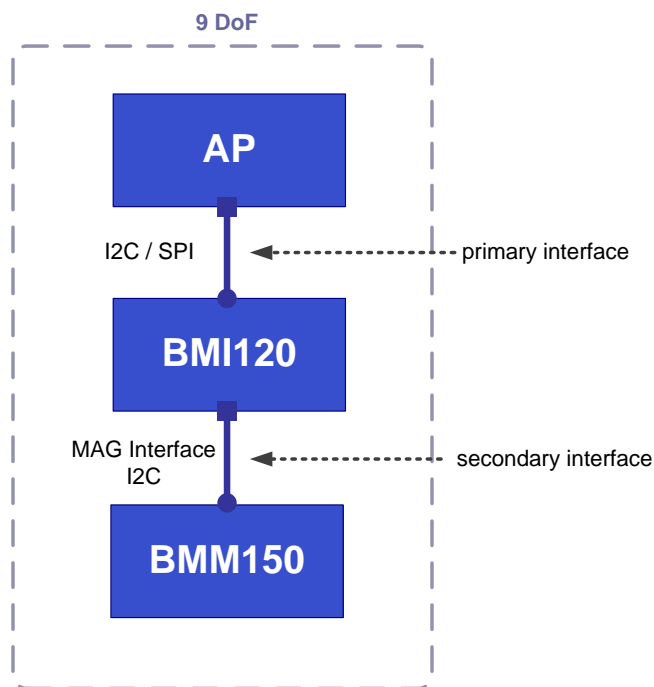 9 DoF
AP
I2C / SPI
primary interface
BMI120
MAG Interface
I2C
secondary interface
BMM150